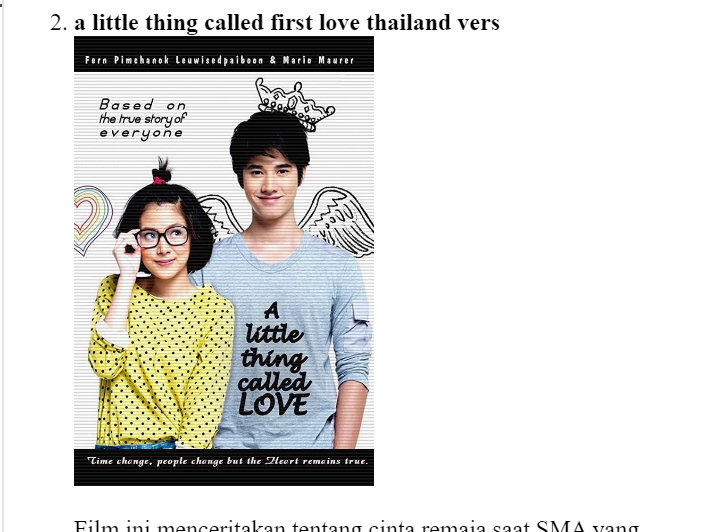 2. a little thing called first love thailand vers
Fern Pimchanok Leuwisedpaiboon & Mario Maurer
Based on
the true story of
everyone
A
little
thing
called
LOVE
Time change, people change but the Heart remains true.
Film ini menceritakan tentang cinta remaja saat SMA yang